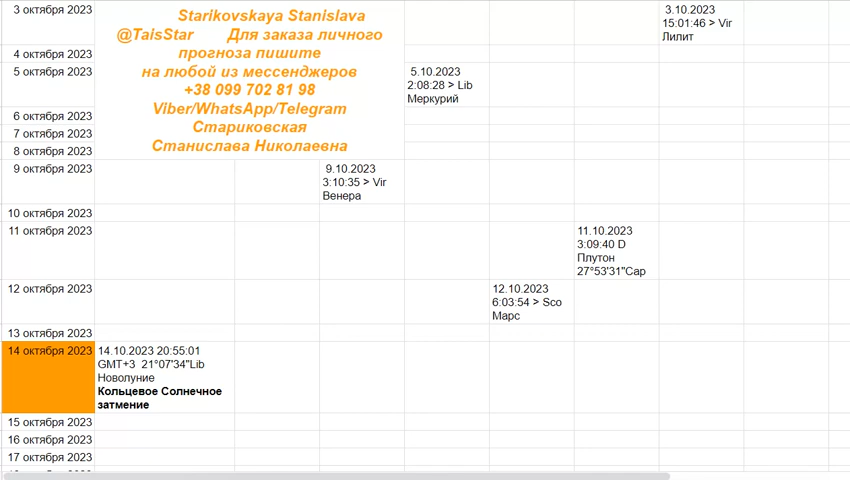 3 октября 2023
Starikovskaya Stanislava
@TaisStar Для заказа личного
прогноза пишите
на любой из мессенджеров
+38 099 702 81 98
Viber/WhatsApp/Telegram
Стариковская
Станислава Николаевна
3.10.2023
15:01:46 > Vir
Лилит
4 октября 2023
5 октября 2023
5.10.2023
2:08:28 > Lib
Меркурий
6 октября 2023
7 октября 2023
8 октября 2023
9 октября 2023
9.10.2023
3:10:35 > Vir
Венера
10 октября 2023
11 октября 2023
11.10.2023
3:09:40 D
Плутон
27°53'31"Cap
12 октября 2023
12.10.2023
6:03:54 > Sco
Марс
13 октября 2023
14 октября 2023
14.10.2023 20:55:01
GMT+3 21°07'34"Lib
Новолуние
Кольцевое Солнечное
затмение
15 октября 2023
16 октября 2023
17 октября 2023